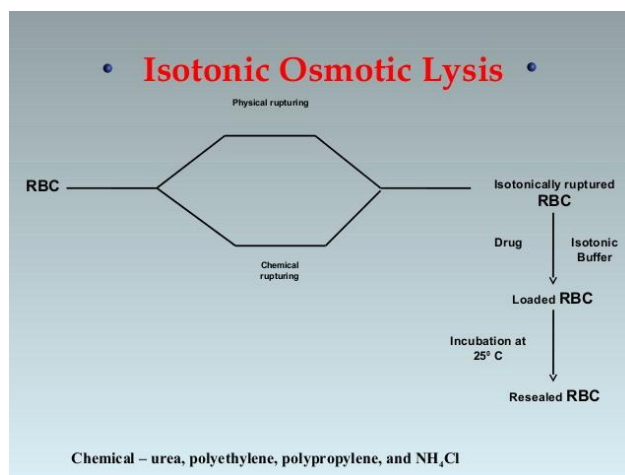 • Isotonic Osmotic Lysis •
Physical rupturing
RBC
Isotonically ruptured
RBC
Chemical
rupturing
Drug
Isotonic
Buffer
Loaded RBC
Incubation at
25º C
Resealed RBC
Chemical – urea, polyethylene, polypropylene, and NH₄Cl